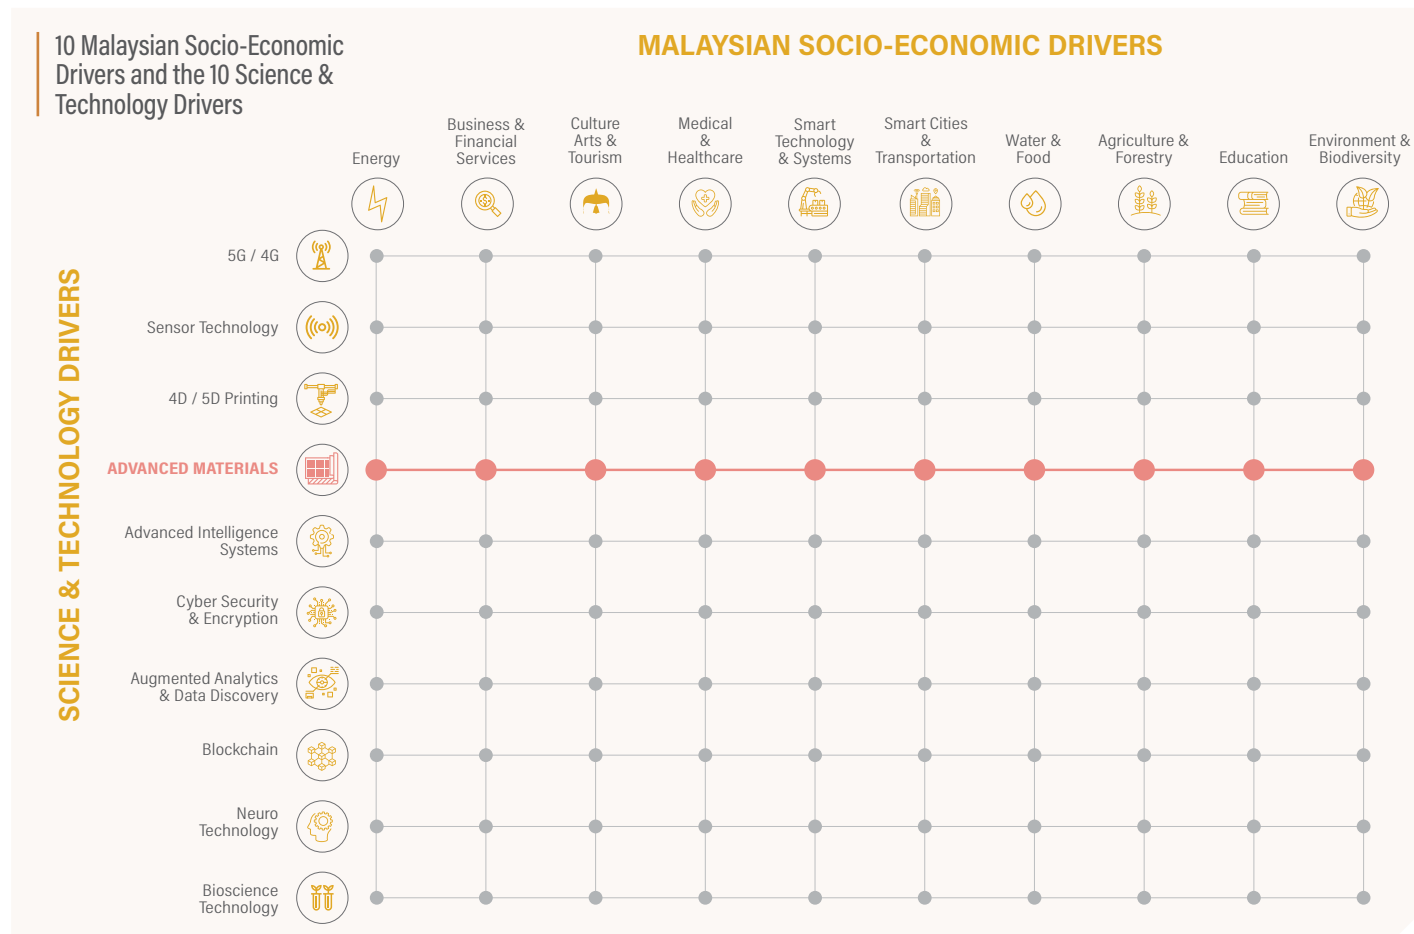 10 Malaysian Socio-Economic
Drivers and the 10 Science &
Technology Drivers
MALAYSIAN SOCIO-ECONOMIC DRIVERS
Energy
Business &
Financial
Services
Culture
Arts &
Tourism
Medical
&
Healthcare
Smart
Technology
& Systems
Smart Cities
&
Transportation
Water &
Food
Agriculture &
Forestry
Education
Environment &
Biodiversity
SCIENCE & TECHNOLOGY DRIVERS
5G / 4G
Sensor Technology
4D / 5D Printing
ADVANCED MATERIALS
Advanced Intelligence
Systems
Cyber Security
& Encryption
Augmented Analytics
& Data Discovery
Blockchain
Neuro
Technology
Bioscience
Technology